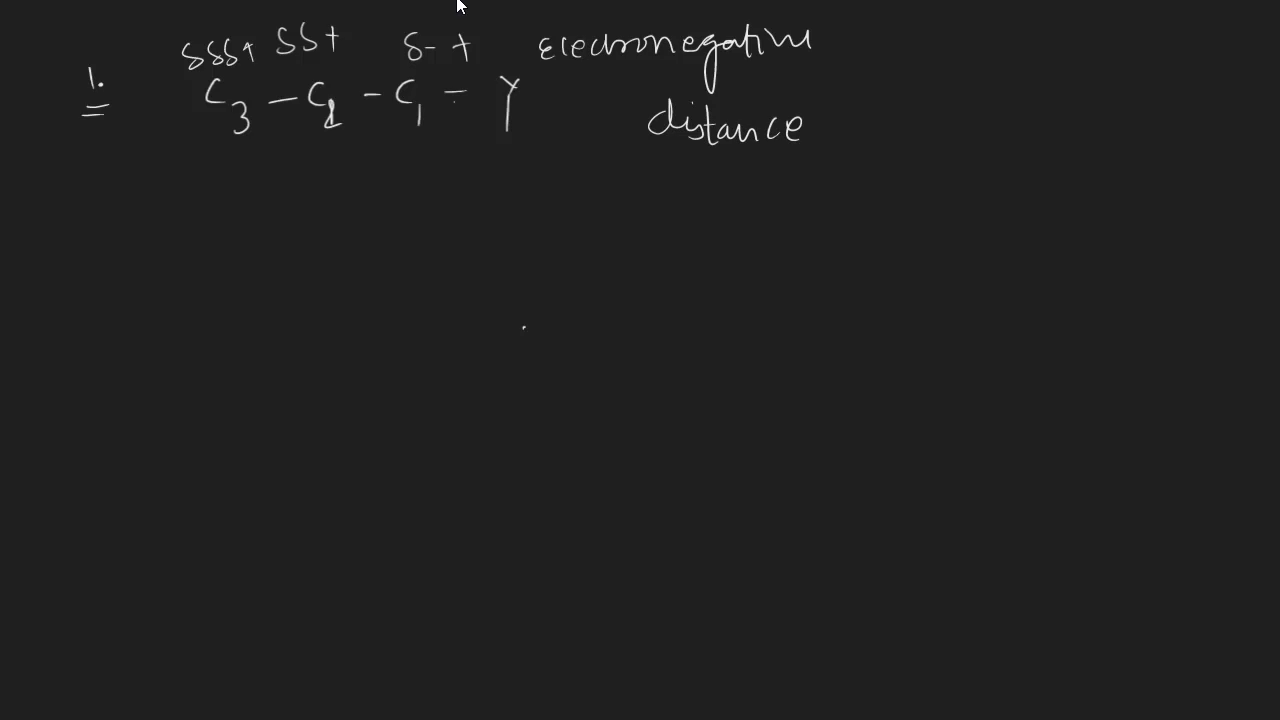 1. δδδ+ δδ+ δ- + Electronegative
C3 – C2 – C1 – Y distance